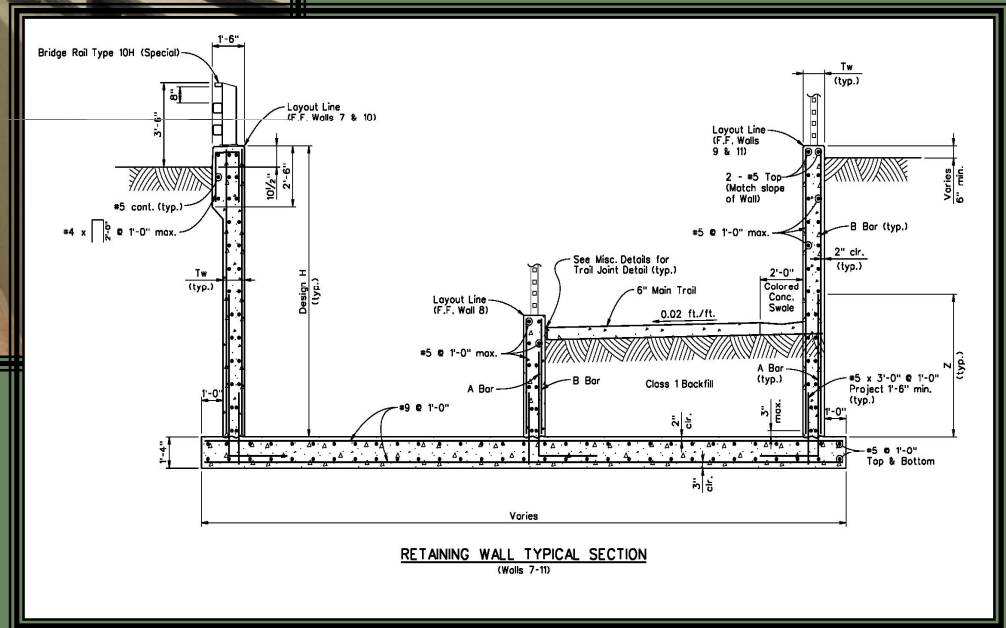 1'-6"
Bridge Rail Type 10H (Special)
8"
3'-6"
Layout Line
(F.F. Walls 7 & 10)
10½"
2'-6"
#5 cont. (typ.)
#4 x 2'-0" @ 1'-0" max.
Tw
(typ.)
Design H
(typ.)
1'-0"
1'-4"
#9 @ 1'-0"
Layout Line
(F.F. Wall 8)
#5 @ 1'-0" max.
A Bar
B Bar
See Misc. Details for
Trail Joint Detail (typ.)
6" Main Trail
0.02 ft./ft.
Class 1 Backfill
2"
clr.
3"
clr.
Tw
(typ.)
Layout Line
(F.F. Walls
9 & 11)
2 - #5 Top
(Match slope
of Wall)
#5 @ 1'-0" max.
Varies
6" min.
B Bar (typ.)
2" clr.
(typ.)
2'-0"
Colored
Conc.
Swale
Z
(typ.)
A Bar
(typ.)
#5 x 3'-0" @ 1'-0"
Project 1'-6" min.
(typ.)
3"
max.
1'-0"
#5 @ 1'-0"
Top & Bottom
Varies
RETAINING WALL TYPICAL SECTION
(Walls 7-11)